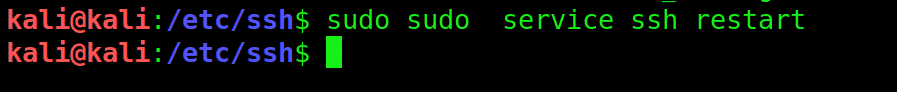 kali@kali:/etc/ssh$ sudo sudo  service ssh restart
kali@kali:/etc/ssh$